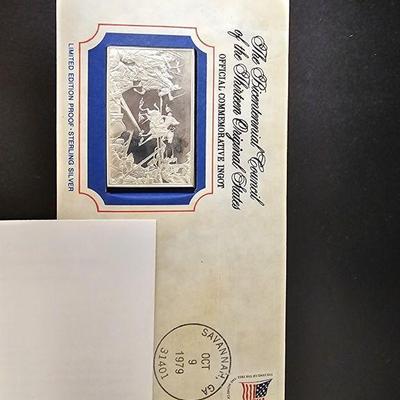 The Bicentennial Council
of the Thirteen Original States
OFFICIAL COMMEMORATIVE INGOT
LIMITED EDITION PROOF-STERLING SILVER
SAVANNAH, GA
OCT
9
1979
31401